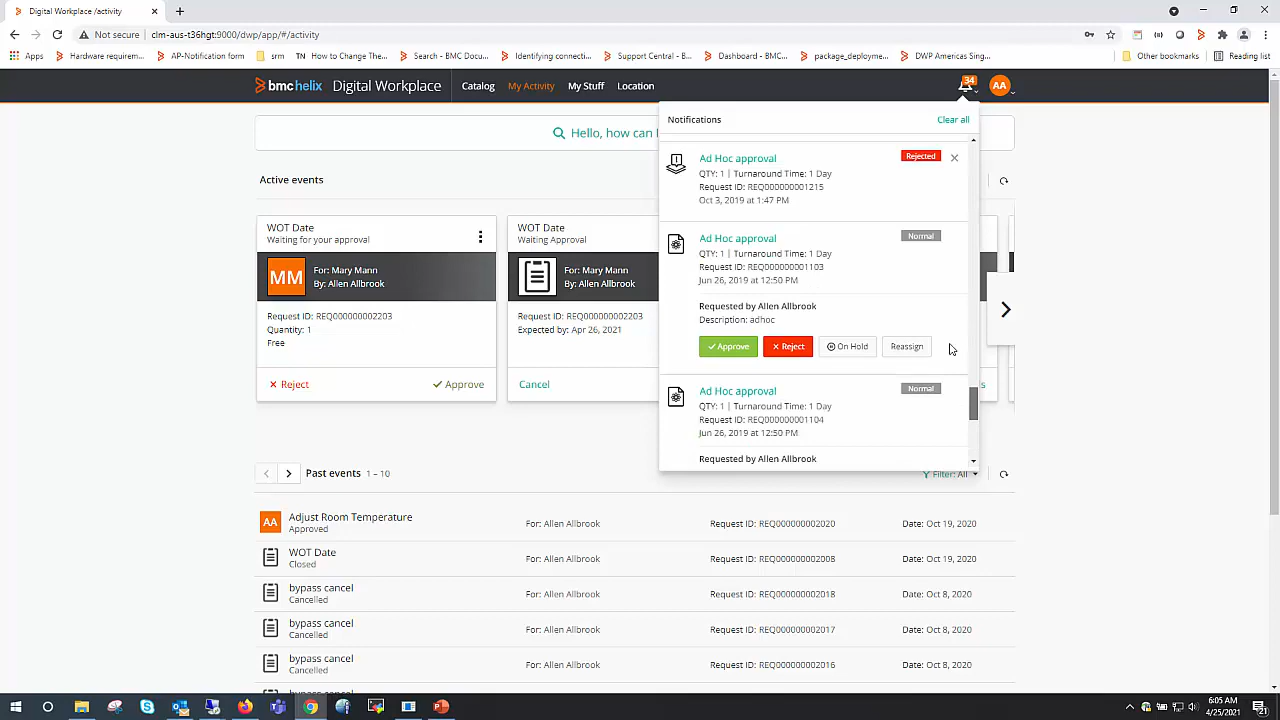 Digital Workplace /activity
Not secure | clm-aus-t36hgt:9000/dwp/app/#/activity
Apps
Hardware requirem...
AP-Notification form
srm
TN How to Change The...
Search - BMC Docu...
Identifying connecti...
Support Central - B...
Dashboard - BMC...
package_deployme...
DWP Americas Sing...
Other bookmarks
Reading list
bmc helix Digital Workplace
Catalog
My Activity
My Stuff
Location
34
AA
Hello, how can I
Notifications
Clear all
Ad Hoc approval
Rejected
QTY: 1 | Turnaround Time: 1 Day
Request ID: REQ000000001215
Oct 3, 2019 at 1:47 PM
Ad Hoc approval
Normal
QTY: 1 | Turnaround Time: 1 Day
Request ID: REQ000000001103
Jun 26, 2019 at 12:50 PM
Requested by Allen Allbrook
Description: adhoc
Approve
Reject
On Hold
Reassign
Ad Hoc approval
Normal
QTY: 1 | Turnaround Time: 1 Day
Request ID: REQ000000001104
Jun 26, 2019 at 12:50 PM
Requested by Allen Allbrook
Active events
WOT Date
Waiting for your approval
MM
For: Mary Mann
By: Allen Allbrook
Request ID: REQ000000002203
Quantity: 1
Free
Reject
Approve
WOT Date
Waiting Approval
For: Mary Mann
By: Allen Allbrook
Request ID: REQ000000002203
Expected by: Apr 26, 2021
Cancel
Past events 1 – 10
Filter: All
AA
Adjust Room Temperature
Approved
For: Allen Allbrook
Request ID: REQ000000002020
Date: Oct 19, 2020
WOT Date
Closed
For: Allen Allbrook
Request ID: REQ000000002008
Date: Oct 19, 2020
bypass cancel
Cancelled
For: Allen Allbrook
Request ID: REQ000000002018
Date: Oct 8, 2020
bypass cancel
Cancelled
For: Allen Allbrook
Request ID: REQ000000002017
Date: Oct 8, 2020
bypass cancel
Cancelled
For: Allen Allbrook
Request ID: REQ000000002016
Date: Oct 8, 2020
6:05 AM
4/25/2021